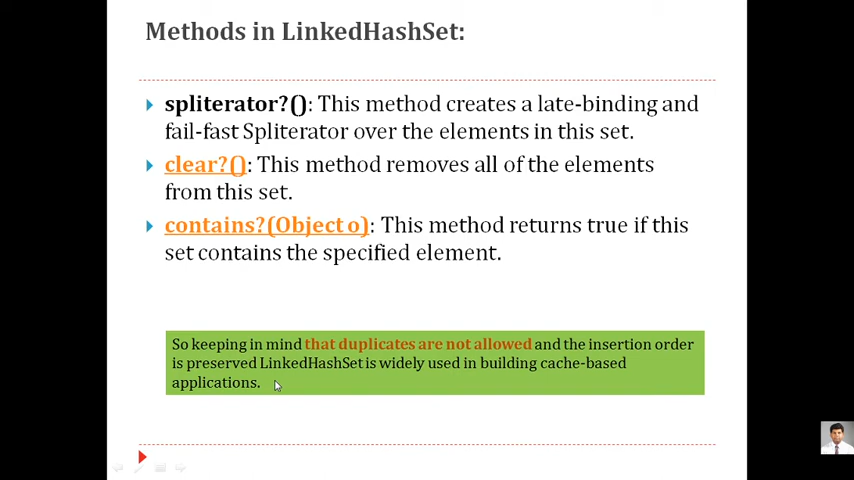 Methods in LinkedHashSet:
spliterator?(): This method creates a late-binding and
fail-fast Spliterator over the elements in this set.
clear?(): This method removes all of the elements
from this set.
contains?(Object o): This method returns true if this
set contains the specified element.
So keeping in mind that duplicates are not allowed and the insertion order
is preserved LinkedHashSet is widely used in building cache-based
applications.